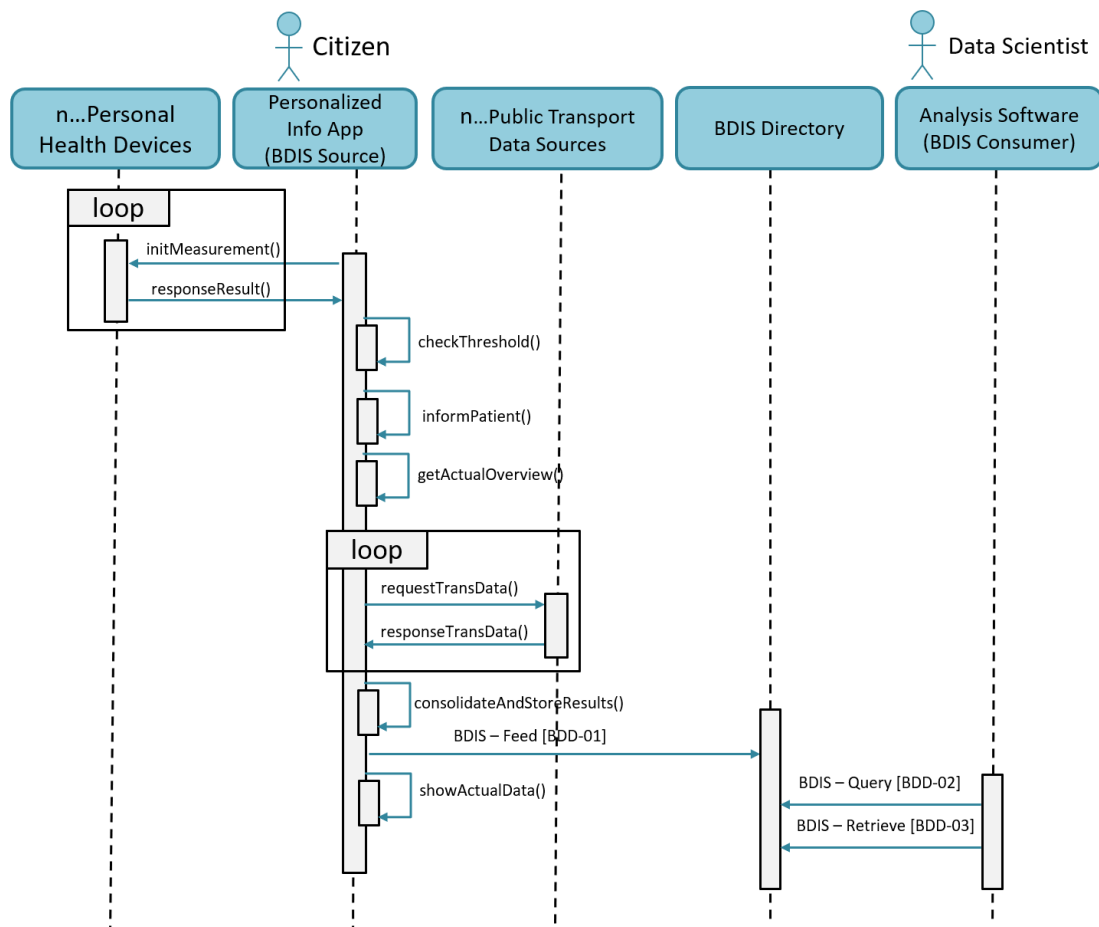 Citizen
Data Scientist
n...Personal
Health Devices
Personalized
Info App
(BDIS Source)
n...Public Transport
Data Sources
BDIS Directory
Analysis Software
(BDIS Consumer)
loop
initMeasurement()
responseResult()
checkThreshold()
informPatient()
getActualOverview()
loop
requestTransData()
responseTransData()
consolidateAndStoreResults()
BDIS – Feed [BDD-01]
showActualData()
BDIS – Query [BDD-02]
BDIS – Retrieve [BDD-03]